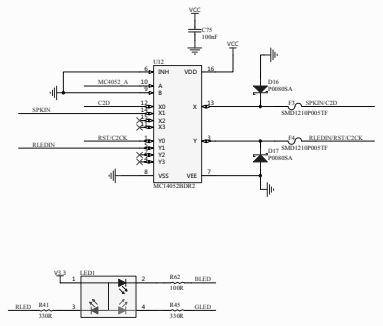 VCC
C75
100nF
U12
VCC
6 INH VDD 16
MC4052_A 10 A
9 B
D16
P0080SA
C2D 12 X0 X 13 F3 SPKIN/C2D
SPKIN 14 X1
X2
X3
SMD1210P005TF
RST/C2CK 1 Y0 Y 3 F4 RLEDIN/RST/C2CK
RLEDIN Y1
Y2
Y3
SMD1210P005TF
D17
P0080SA
8 VSS VEE 7
MC14052BDR2
V3.3 LED1
1 2 R62 BLED
100R
RLED R41 3 4 R45 GLED
330R 330R